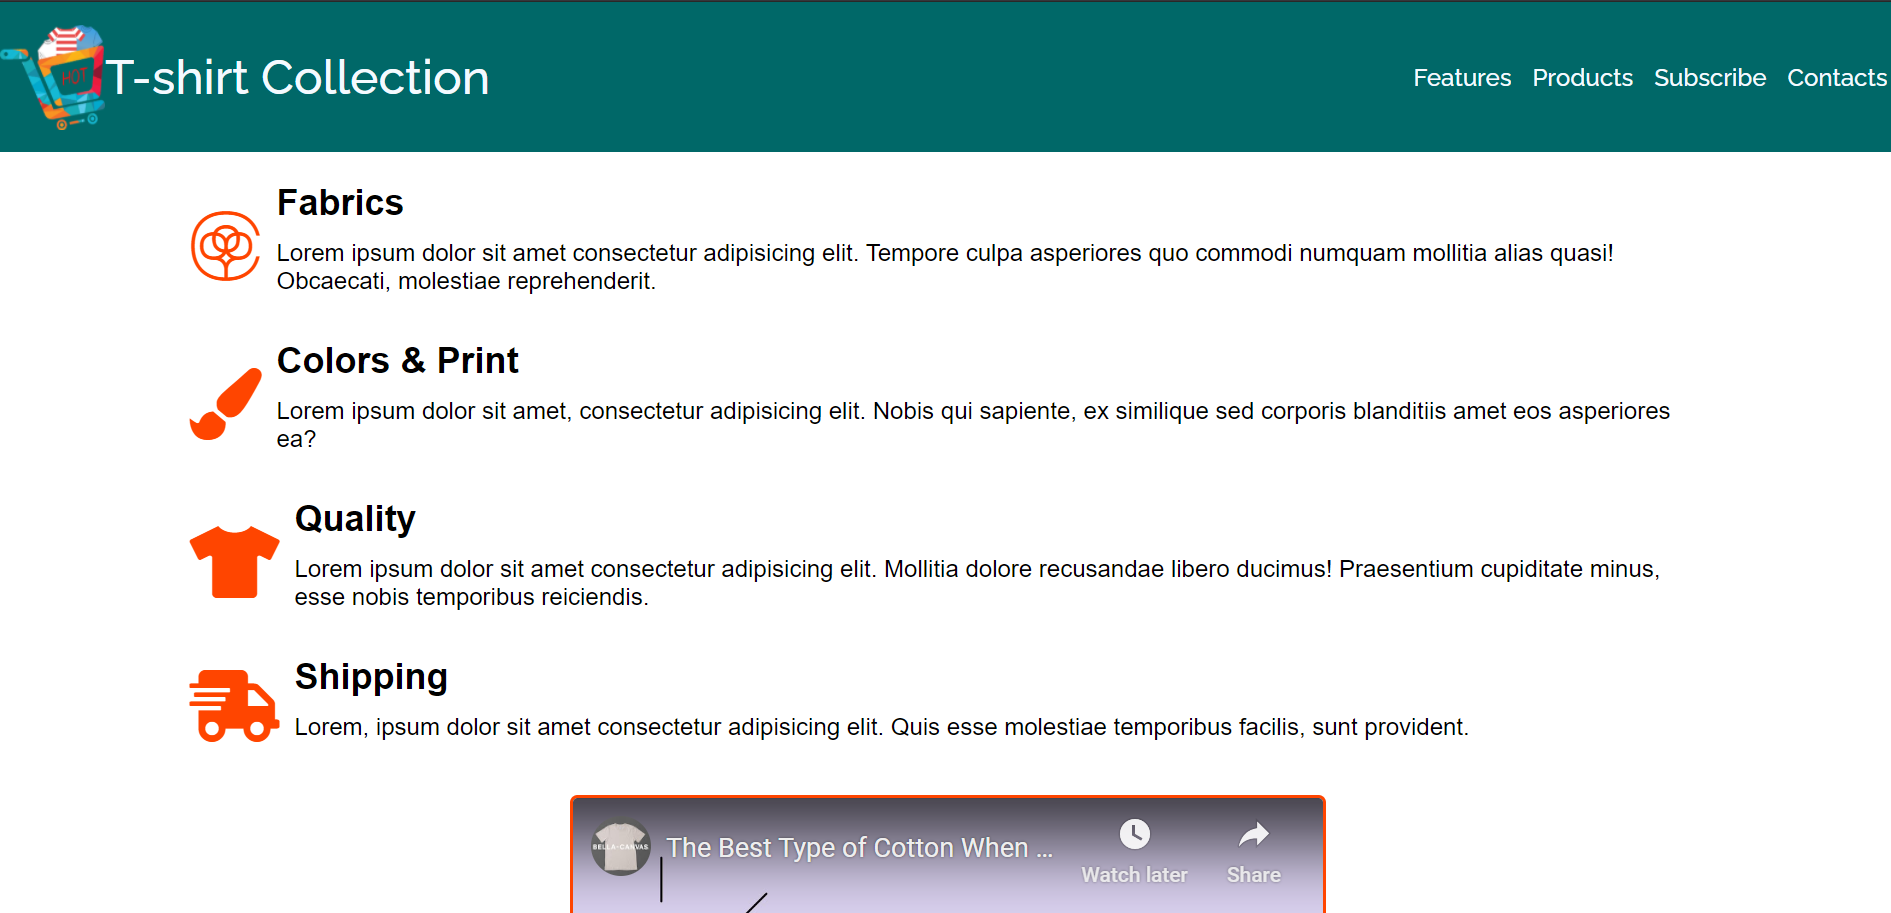 HOT
T-shirt Collection
Features Products Subscribe Contacts
Fabrics
Lorem ipsum dolor sit amet consectetur adipisicing elit. Tempore culpa asperiores quo commodi numquam mollitia alias quasi!
Obcaecati, molestiae reprehenderit.
Colors & Print
Lorem ipsum dolor sit amet, consectetur adipisicing elit. Nobis qui sapiente, ex similique sed corporis blanditiis amet eos asperiores
ea?
Quality
Lorem ipsum dolor sit amet consectetur adipisicing elit. Mollitia dolore recusandae libero ducimus! Praesentium cupiditate minus,
esse nobis temporibus reiciendis.
Shipping
Lorem, ipsum dolor sit amet consectetur adipisicing elit. Quis esse molestiae temporibus facilis, sunt provident.
BELLA+CANVAS
The Best Type of Cotton When ...
Watch later Share